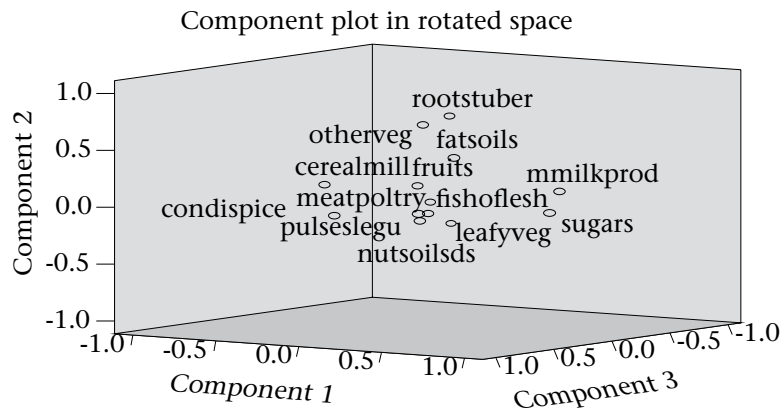 Component plot in rotated space
Component 2
1.0
0.5
0.0
-0.5
-1.0
rootstuber
otherveg
fatsoils
cerealmill fruits
mmilkprod
meatpoltry fishoflesh
condispice
pulseslegu
leafyveg sugars
nutsoilsds
-1.0 -0.5 0.0 0.5 1.0
Component 1
1.0 0.5 0.0 -0.5 -1.0
Component 3